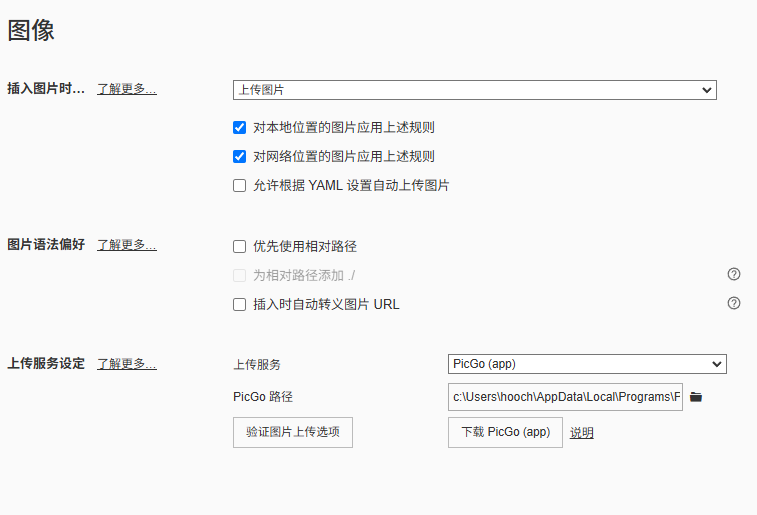 图像
插入图片时... 了解更多... 上传图片
对本地位置的图片应用上述规则
对网络位置的图片应用上述规则
允许根据 YAML 设置自动上传图片
图片语法偏好 了解更多... 优先使用相对路径
为相对路径添加 ./
插入时自动转义图片 URL
上传服务设定 了解更多... 上传服务 PicGo (app)
PicGo 路径 c:\Users\hooch\AppData\Local\Programs\F
验证图片上传选项 下载 PicGo (app) 说明